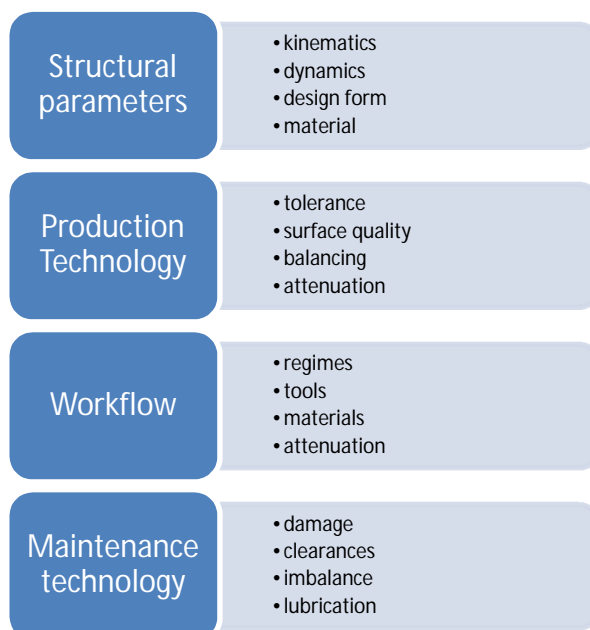 Structural
parameters
• kinematics
• dynamics
• design form
• material
Production
Technology
• tolerance
• surface quality
• balancing
• attenuation
Workflow
• regimes
• tools
• materials
• attenuation
Maintenance
technology
• damage
• clearances
• imbalance
• lubrication